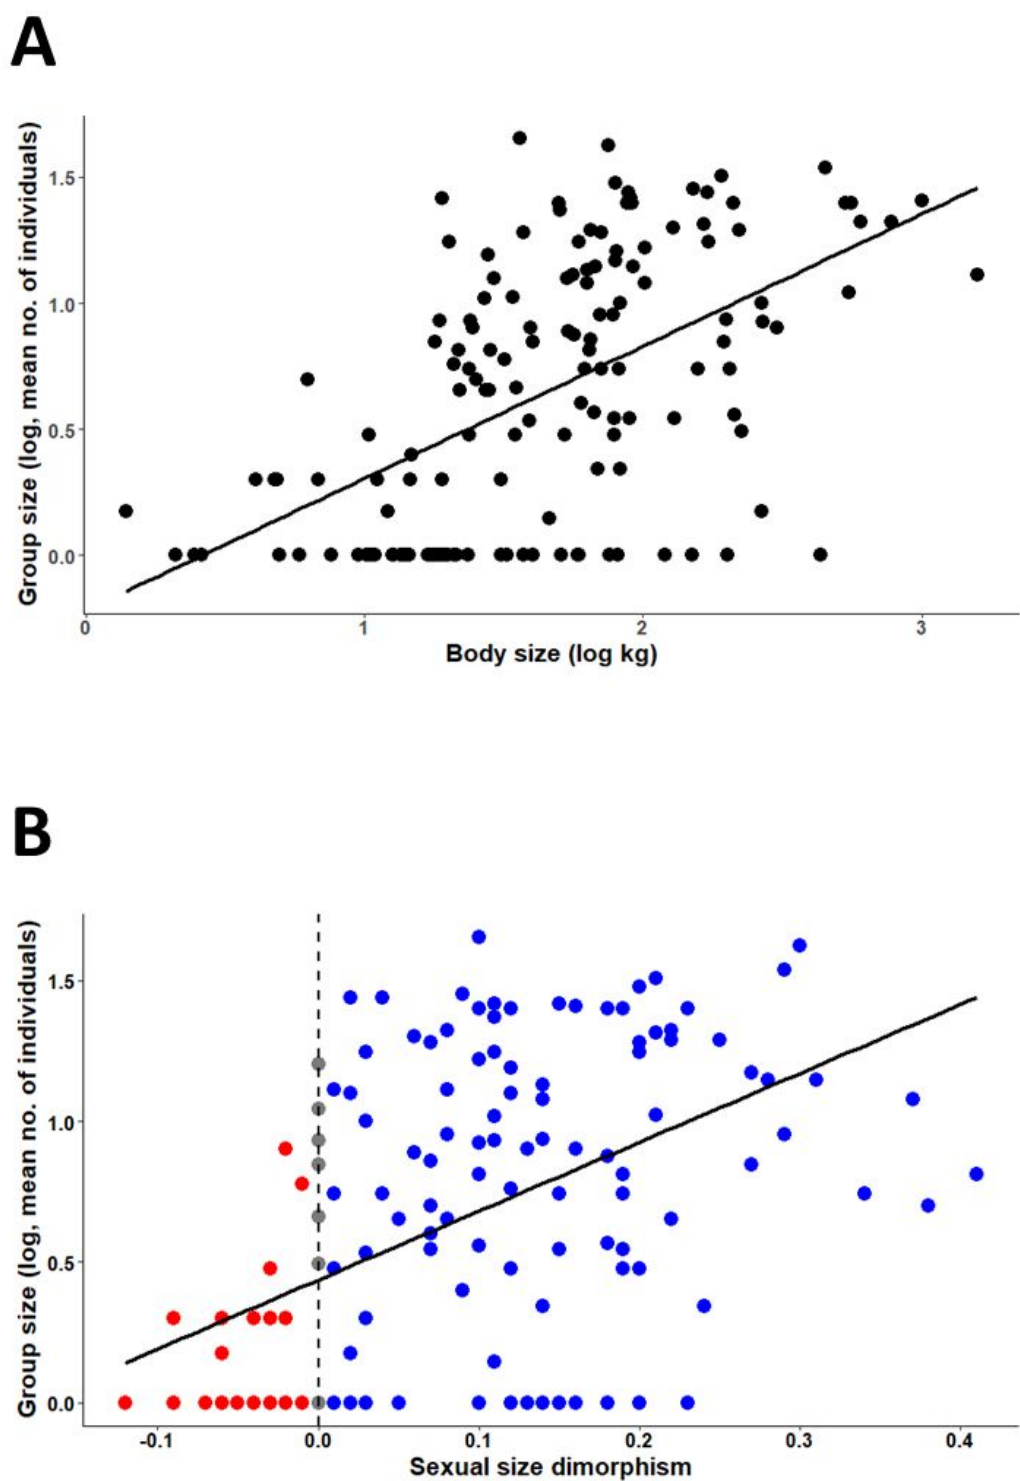 A
Group size (log, mean no. of individuals)
1.5
1.0
0.5
0.0
0 1 2 3
Body size (log kg)
B
Group size (log, mean no. of individuals)
1.5
1.0
0.5
0.0
-0.1 0.0 0.1 0.2 0.3 0.4
Sexual size dimorphism